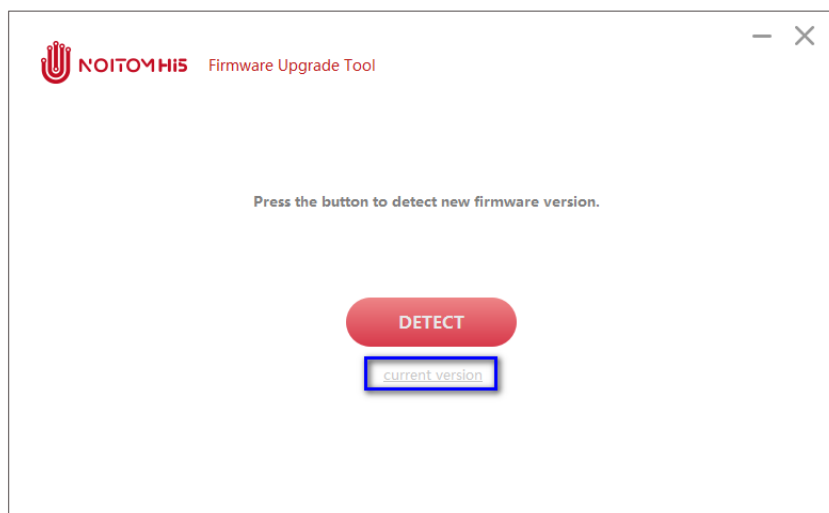 NOITOM Hi5 Firmware Upgrade Tool
Press the button to detect new firmware version.
DETECT
current version